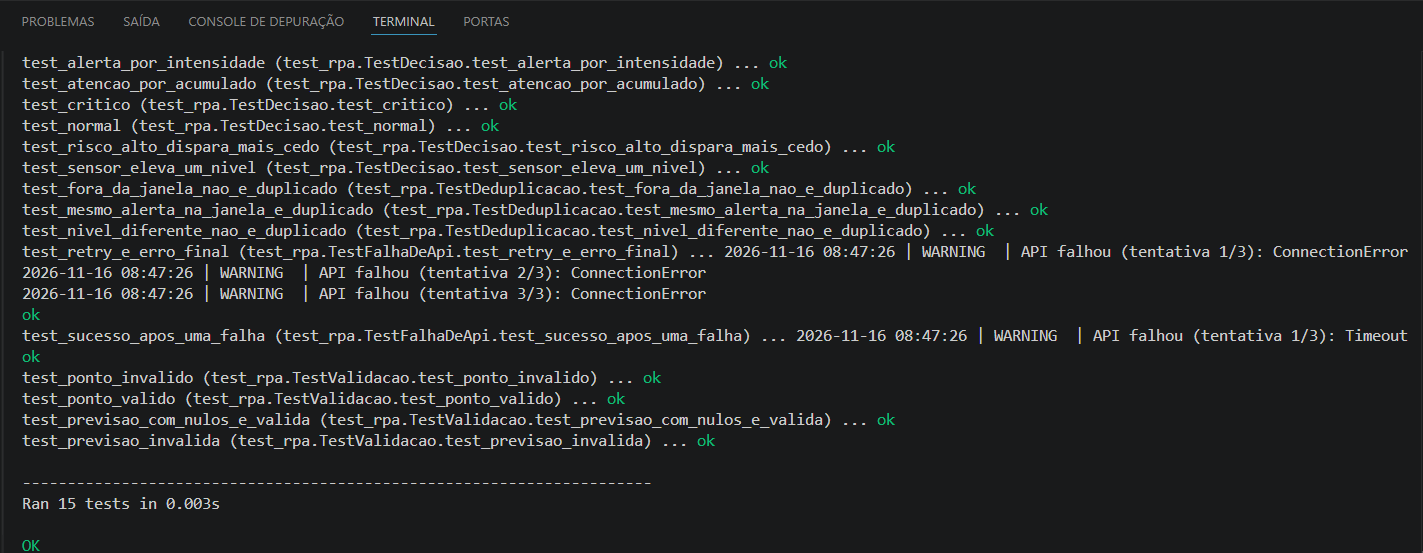 PROBLEMAS SAÍDA CONSOLE DE DEPURAÇÃO TERMINAL PORTAS
test_alerta_por_intensidade (test_rpa.TestDecisao.test_alerta_por_intensidade) ... ok
test_atencao_por_acumulado (test_rpa.TestDecisao.test_atencao_por_acumulado) ... ok
test_critico (test_rpa.TestDecisao.test_critico) ... ok
test_normal (test_rpa.TestDecisao.test_normal) ... ok
test_risco_alto_dispara_mais_cedo (test_rpa.TestDecisao.test_risco_alto_dispara_mais_cedo) ... ok
test_sensor_eleva_um_nivel (test_rpa.TestDecisao.test_sensor_eleva_um_nivel) ... ok
test_fora_da_janela_nao_e_duplicado (test_rpa.TestDeduplicacao.test_fora_da_janela_nao_e_duplicado) ... ok
test_mesmo_alerta_na_janela_e_duplicado (test_rpa.TestDeduplicacao.test_mesmo_alerta_na_janela_e_duplicado) ... ok
test_nivel_diferente_nao_e_duplicado (test_rpa.TestDeduplicacao.test_nivel_diferente_nao_e_duplicado) ... ok
test_retry_e_erro_final (test_rpa.TestFalhaDeApi.test_retry_e_erro_final) ... 2026-11-16 08:47:26 | WARNING  | API falhou (tentativa 1/3): ConnectionError
2026-11-16 08:47:26 | WARNING  | API falhou (tentativa 2/3): ConnectionError
2026-11-16 08:47:26 | WARNING  | API falhou (tentativa 3/3): ConnectionError
ok
test_sucesso_apos_uma_falha (test_rpa.TestFalhaDeApi.test_sucesso_apos_uma_falha) ... 2026-11-16 08:47:26 | WARNING  | API falhou (tentativa 1/3): Timeout
ok
test_ponto_invalido (test_rpa.TestValidacao.test_ponto_invalido) ... ok
test_ponto_valido (test_rpa.TestValidacao.test_ponto_valido) ... ok
test_previsao_com_nulos_e_valida (test_rpa.TestValidacao.test_previsao_com_nulos_e_valida) ... ok
test_previsao_invalida (test_rpa.TestValidacao.test_previsao_invalida) ... ok
----------------------------------------------------------------------
Ran 15 tests in 0.003s
OK